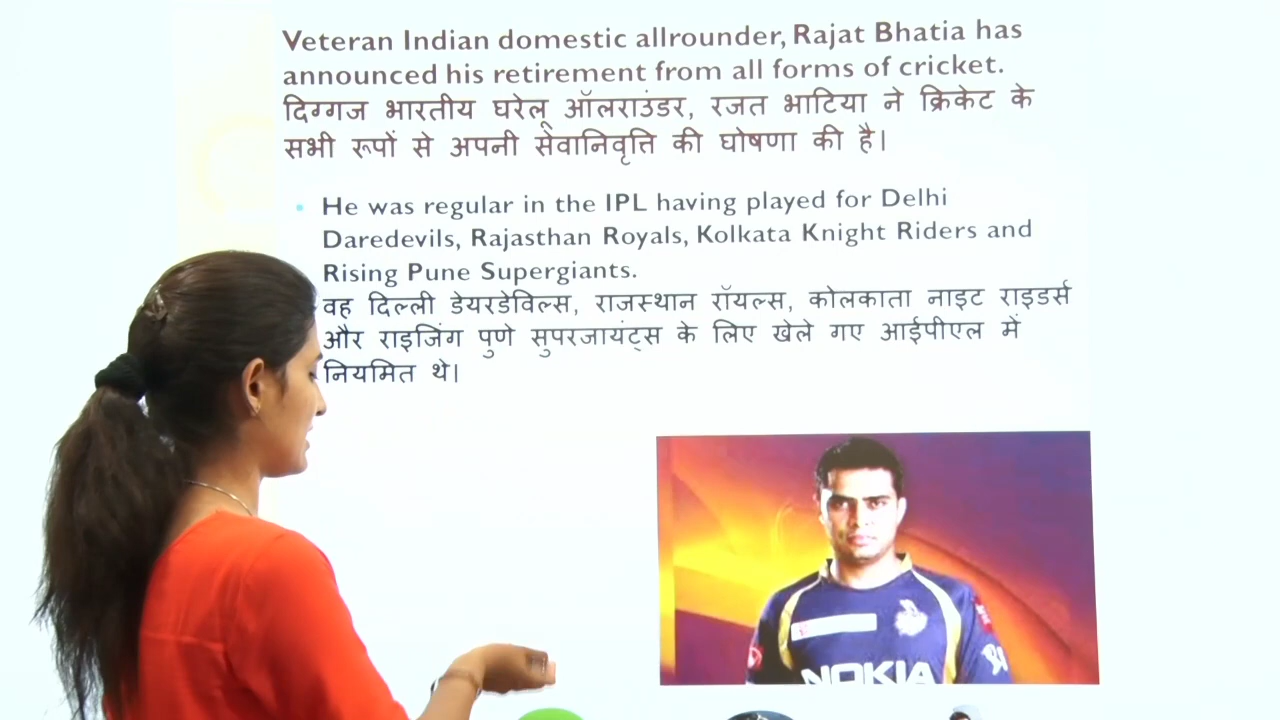 Veteran Indian domestic allrounder, Rajat Bhatia has
announced his retirement from all forms of cricket.
दिग्गज भारतीय घरेलू ऑलराउंडर, रजत भाटिया ने क्रिकेट के
सभी रूपों से अपनी सेवानिवृत्ति की घोषणा की है।
He was regular in the IPL having played for Delhi
Daredevils, Rajasthan Royals, Kolkata Knight Riders and
Rising Pune Supergiants.
वह दिल्ली डेयरडेविल्स, राजस्थान रॉयल्स, कोलकाता नाइट राइडर्स
और राइजिंग पुणे सुपरजायंट्स के लिए खेले गए आईपीएल में
नियमित थे।
NOKIA